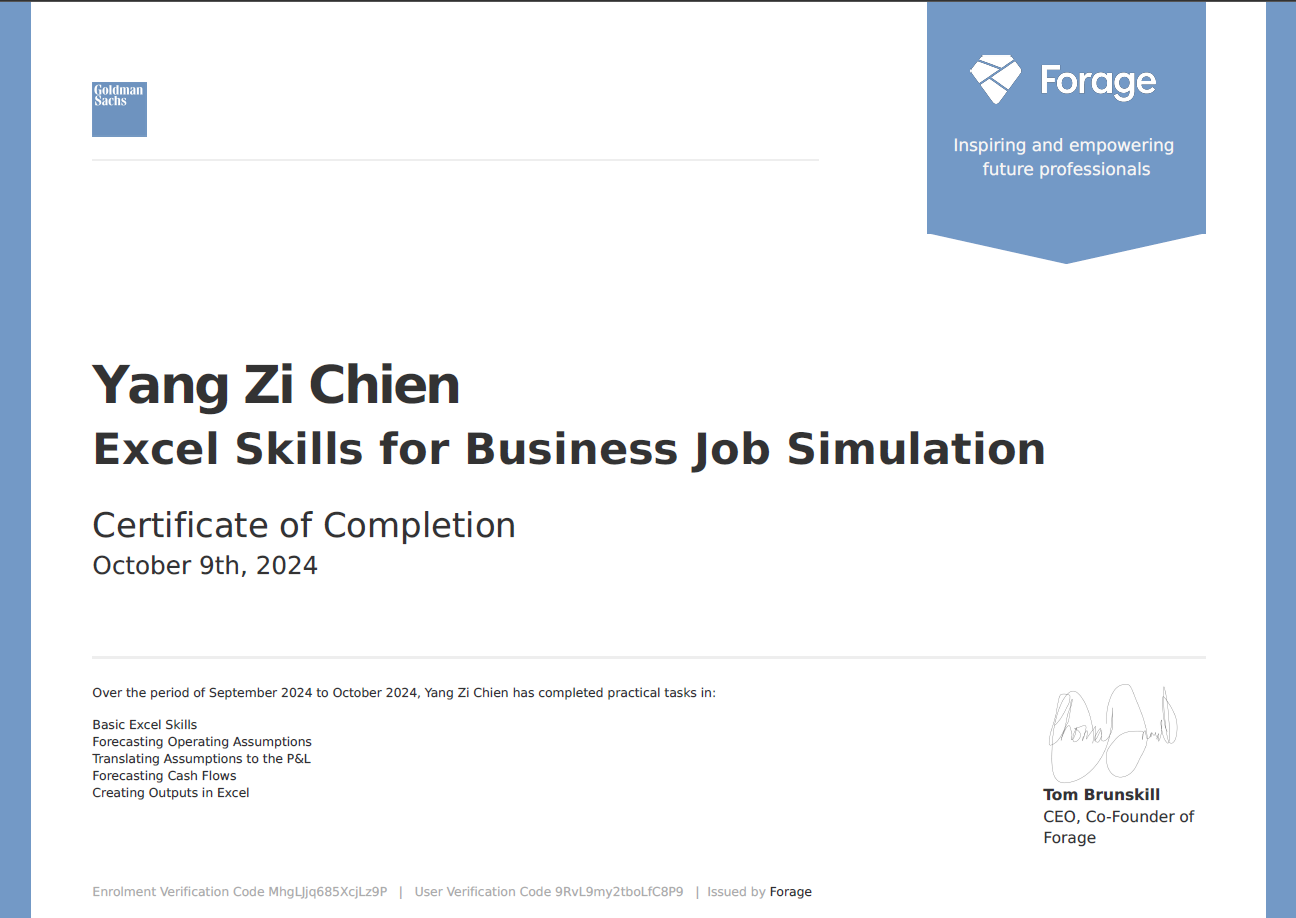 Goldman
Sachs
Forage
Inspiring and empowering
future professionals
Yang Zi Chien
Excel Skills for Business Job Simulation
Certificate of Completion
October 9th, 2024
Over the period of September 2024 to October 2024, Yang Zi Chien has completed practical tasks in:
Basic Excel Skills
Forecasting Operating Assumptions
Translating Assumptions to the P&L
Forecasting Cash Flows
Creating Outputs in Excel
Tom Brunskill
CEO, Co-Founder of
Forage
Enrolment Verification Code MhgLJjq685XcjLz9P | User Verification Code 9RvL9my2tboLfC8P9 | Issued by Forage